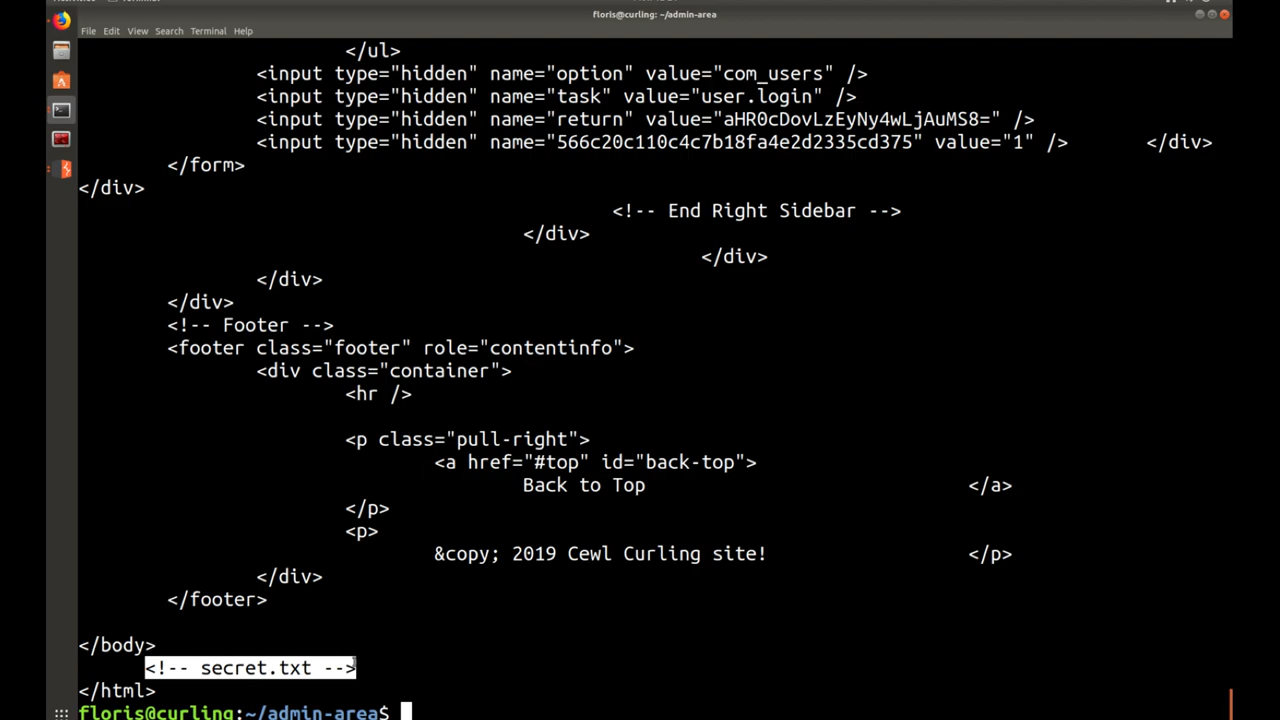 floris@curling: ~/admin-area
File Edit View Search Terminal Help
</ul>
<input type="hidden" name="option" value="com_users" />
<input type="hidden" name="task" value="user.login" />
<input type="hidden" name="return" value="aHR0cDovLzEyNy4wLjAuMS8=" />
<input type="hidden" name="566c20c110c4c7b18fa4e2d2335cd375" value="1" /> </div>
</form>
</div>
<!-- End Right Sidebar -->
</div>
</div>
</div>
</div>
<!-- Footer -->
<footer class="footer" role="contentinfo">
<div class="container">
<hr />
<p class="pull-right">
<a href="#top" id="back-top">
Back to Top </a>
</p>
<p>
&copy; 2019 Cewl Curling site! </p>
</div>
</footer>
</body>
<!-- secret.txt -->
</html>
floris@curling:~/admin-area$